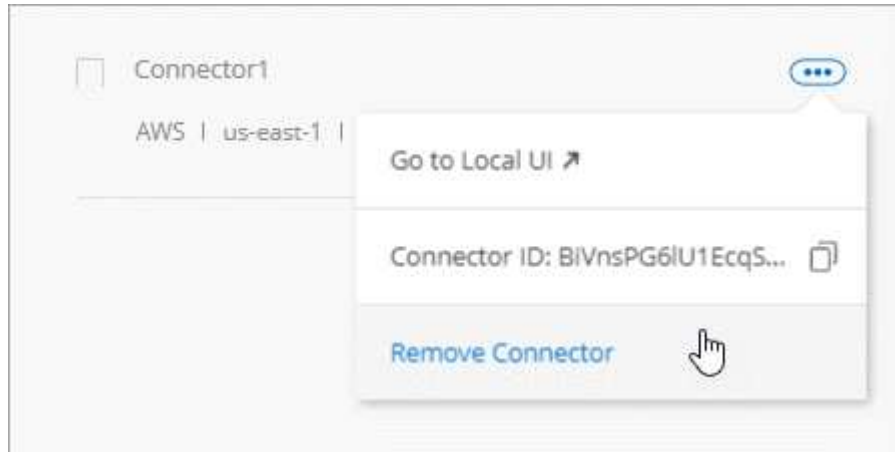 Connector1
AWS | us-east-1 |
Go to Local UI ↗
Connector ID: BiVnsPG6lU1EcqS...
Remove Connector